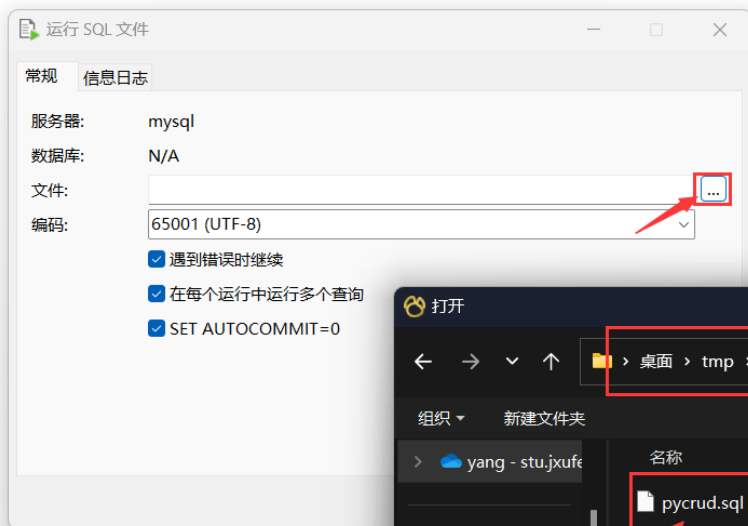 运行 SQL 文件
常规 信息日志
服务器: mysql
数据库: N/A
文件: ...
编码: 65001 (UTF-8)
遇到错误时继续
在每个运行中运行多个查询
SET AUTOCOMMIT=0
打开
桌面 > tmp >
组织 新建文件夹
yang - stu.jxufe
名称
pycrud.sql